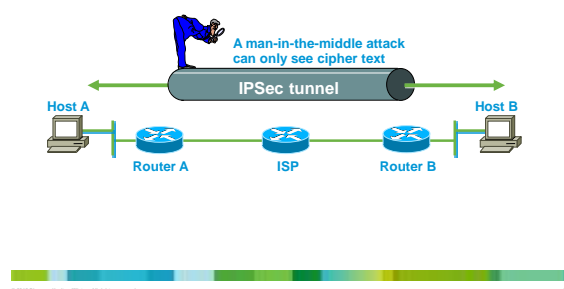 A man-in-the-middle attack
can only see cipher text
IPSec tunnel
Host A
Host B
Router A
ISP
Router B